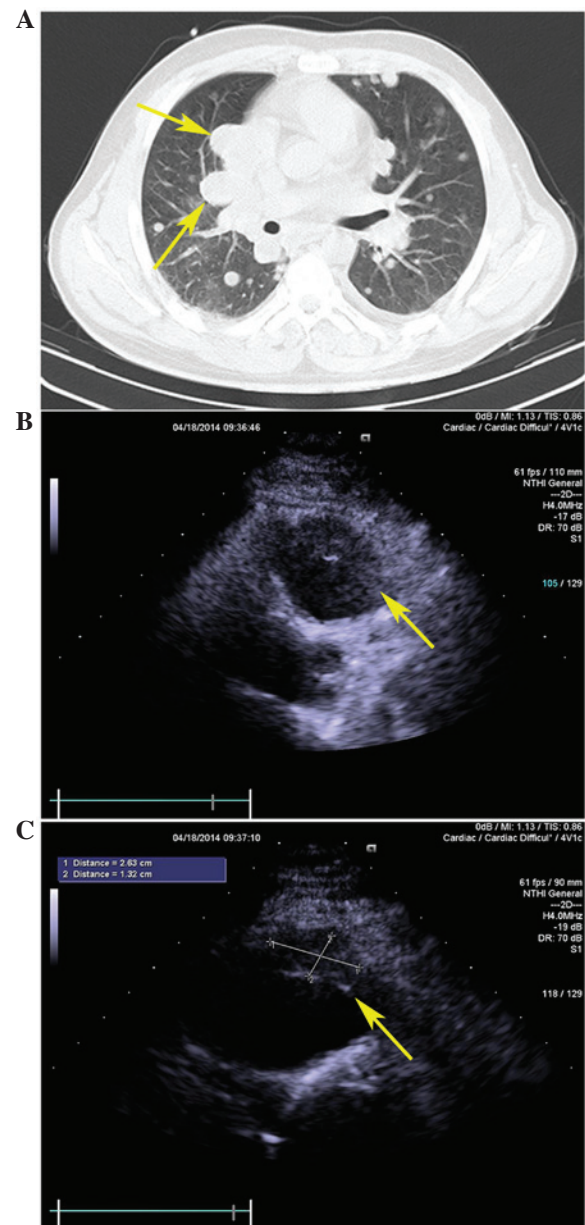 A
B
04/18/2014 09:36:46
0dB / MI: 1.13 / TIS: 0.86
Cardiac / Cardiac Difficul" / 4V1c
61 fps / 110 mm
NTHI General
---2D---
H4.0MHz
-17 dB
DR: 70 dB
S1
105 / 129
C
04/18/2014 09:37:10
0dB / MI: 1.13 / TIS: 0.86
Cardiac / Cardiac Difficul" / 4V1c
1 Distance = 2.63 cm
2 Distance = 1.32 cm
61 fps / 90 mm
NTHI General
---2D---
H4.0MHz
-19 dB
DR: 70 dB
S1
118 / 129